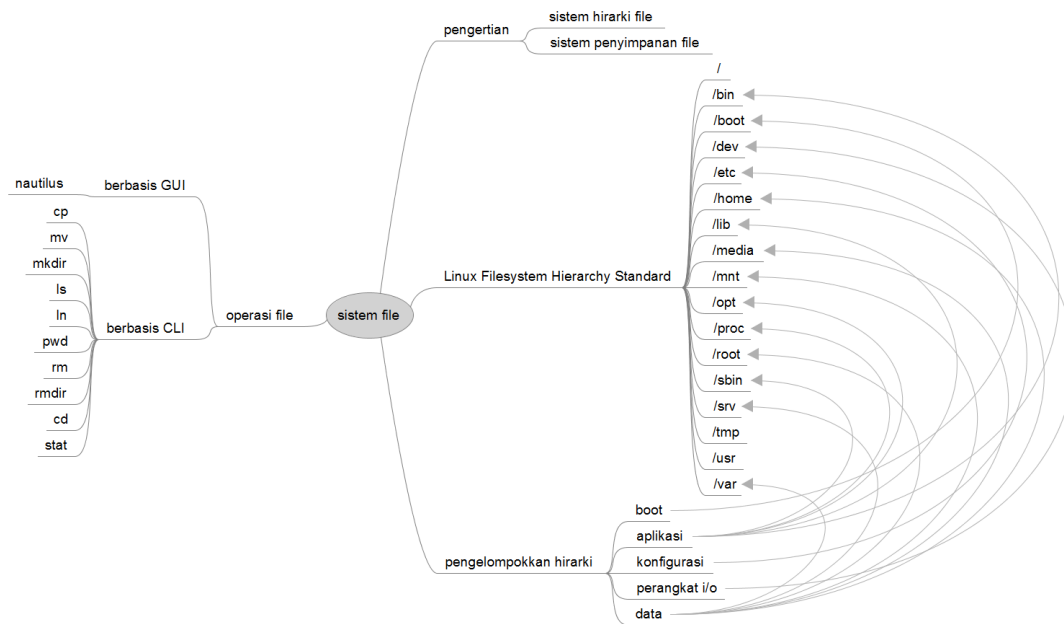 sistem file
pengertian
sistem hirarki file
sistem penyimpanan file
Linux Filesystem Hierarchy Standard
/
/bin
/boot
/dev
/etc
/home
/lib
/media
/mnt
/opt
/proc
/root
/sbin
/srv
/tmp
/usr
/var
pengelompokkan hirarki
boot
aplikasi
konfigurasi
perangkat i/o
data
operasi file
berbasis GUI
nautilus
berbasis CLI
cp
mv
mkdir
ls
ln
pwd
rm
rmdir
cd
stat